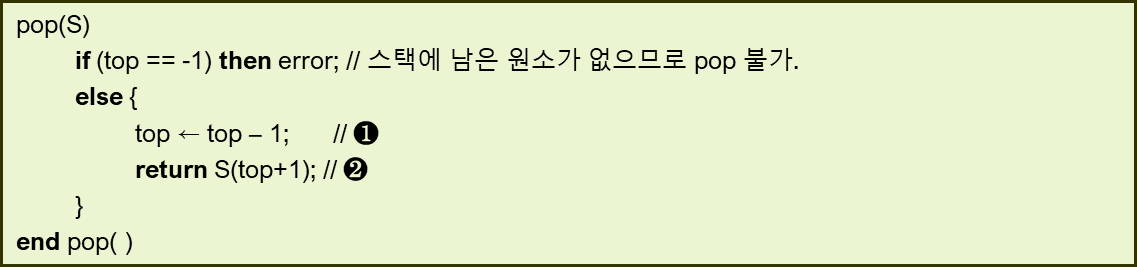 pop(S)
if (top == -1) then error; // 스택에 남은 원소가 없으므로 pop 불가.
else {
top ← top – 1; // ❶
return S(top+1); // ❷
}
end pop( )